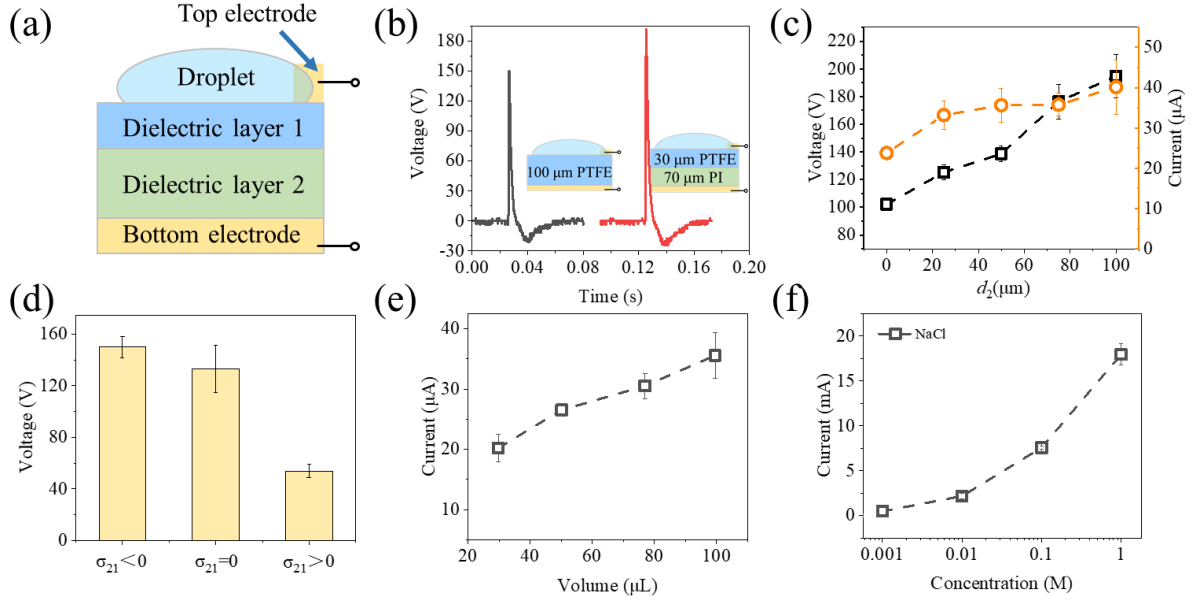 (a)
Top electrode
Droplet
Dielectric layer 1
Dielectric layer 2
Bottom electrode
(b)
Voltage (V)
180
150
120
90
60
30
0
-30
100 μm PTFE
30 μm PTFE
70 μm PI
0.00 0.04 0.08 0.12 0.16 0.20
Time (s)
(c)
Voltage (V)
220
200
180
160
140
120
100
80
50
40
30
20
10
0
Current (μA)
0 20 40 60 80 100
d2(μm)
(d)
Voltage (V)
160
120
80
40
0
σ21<0 σ21=0 σ21>0
(e)
Current (μA)
40
30
20
10
20 40 60 80 100
Volume (μL)
(f)
NaCl
Current (mA)
20
15
10
5
0
0.001 0.01 0.1 1
Concentration (M)